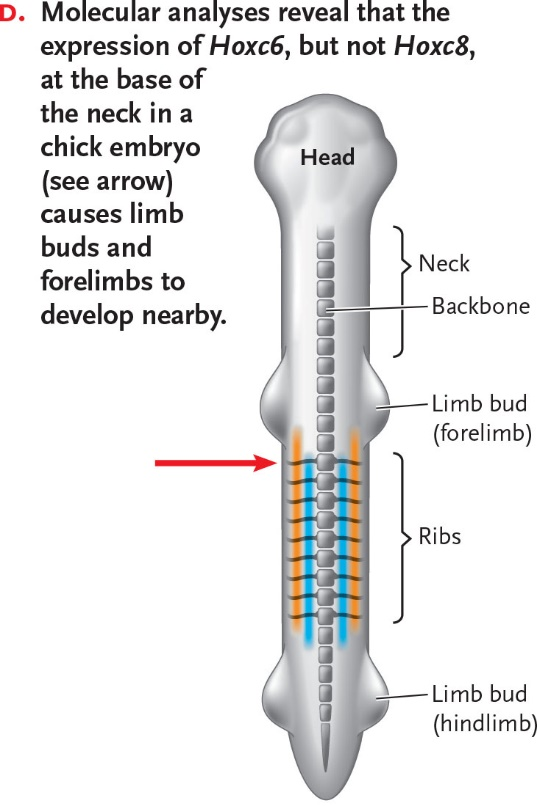 D. Molecular analyses reveal that the
expression of Hoxc6, but not Hoxc8,
at the base of
the neck in a
chick embryo
(see arrow)
causes limb
buds and
forelimbs to
develop nearby.
Head
Neck
Backbone
Limb bud
(forelimb)
Ribs
Limb bud
(hindlimb)